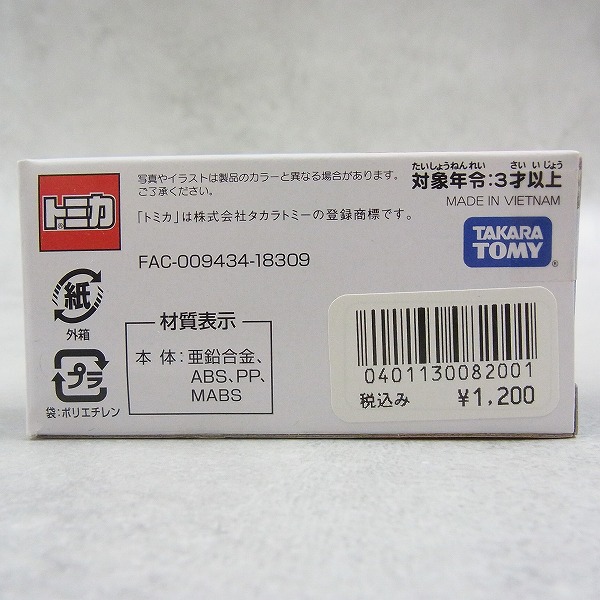 トミカ
®
写真やイラストは製品のカラーと異なる場合があります。
ご了承ください。
「トミカ」は株式会社タカラトミーの登録商標です。
FAC-009434-18309
たいしょうねんれい さいいじょう
対象年令:3才以上
MADE IN VIETNAM
TAKARA
TOMY
®
紙
外箱
プラ
袋:ポリエチレン
材質表示
本体:亜鉛合金、
ABS、PP、
MABS
0401130082001
税込み ¥1,200